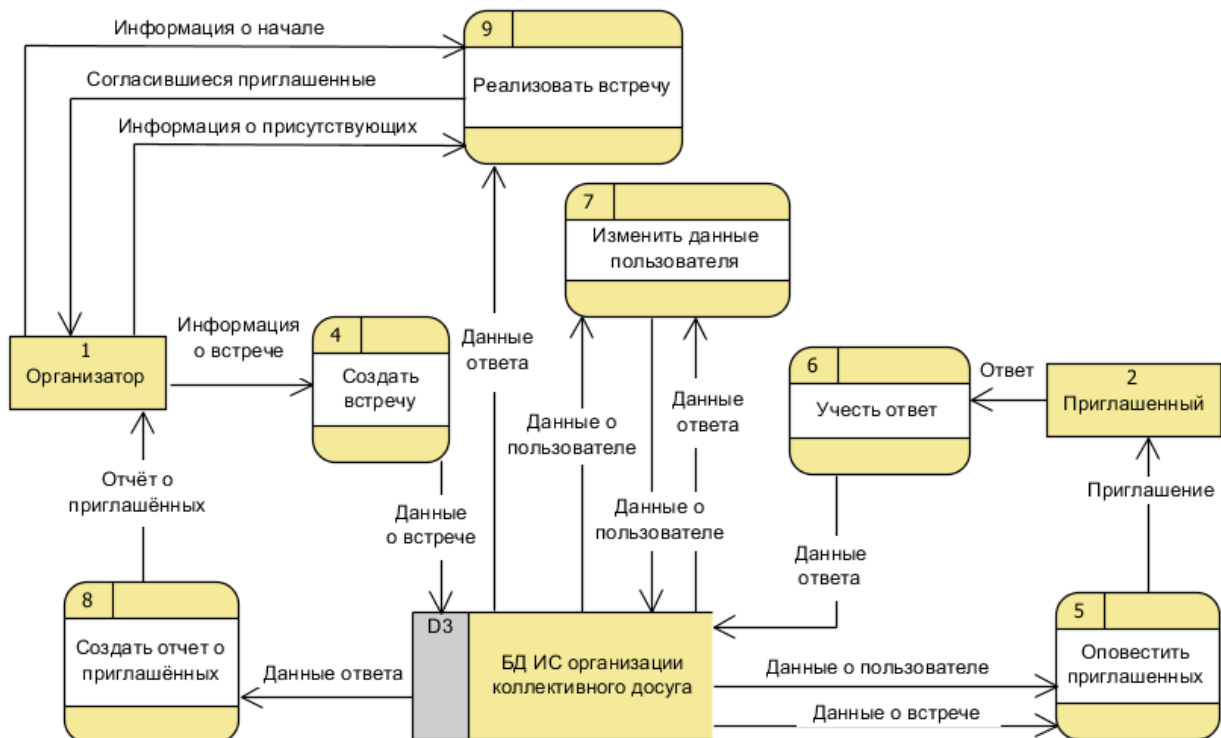 Информация о начале
9
Согласившиеся приглашенные
Реализовать встречу
Информация о присутствующих
7
Изменить данные
пользователя
Информация
о встрече
4
Создать
встречу
Данные
ответа
1
Организатор
6
Учесть ответ
Ответ
2
Приглашенный
Данные о
пользователе
Данные
ответа
Отчёт о
приглашённых
Данные
о встрече
Данные о
пользователе
Данные
ответа
Приглашение
8
Создать отчет о
приглашённых
Данные ответа
D3
БД ИС организации
коллективного досуга
Данные о пользователе
Данные о встрече
5
Оповестить
приглашенных